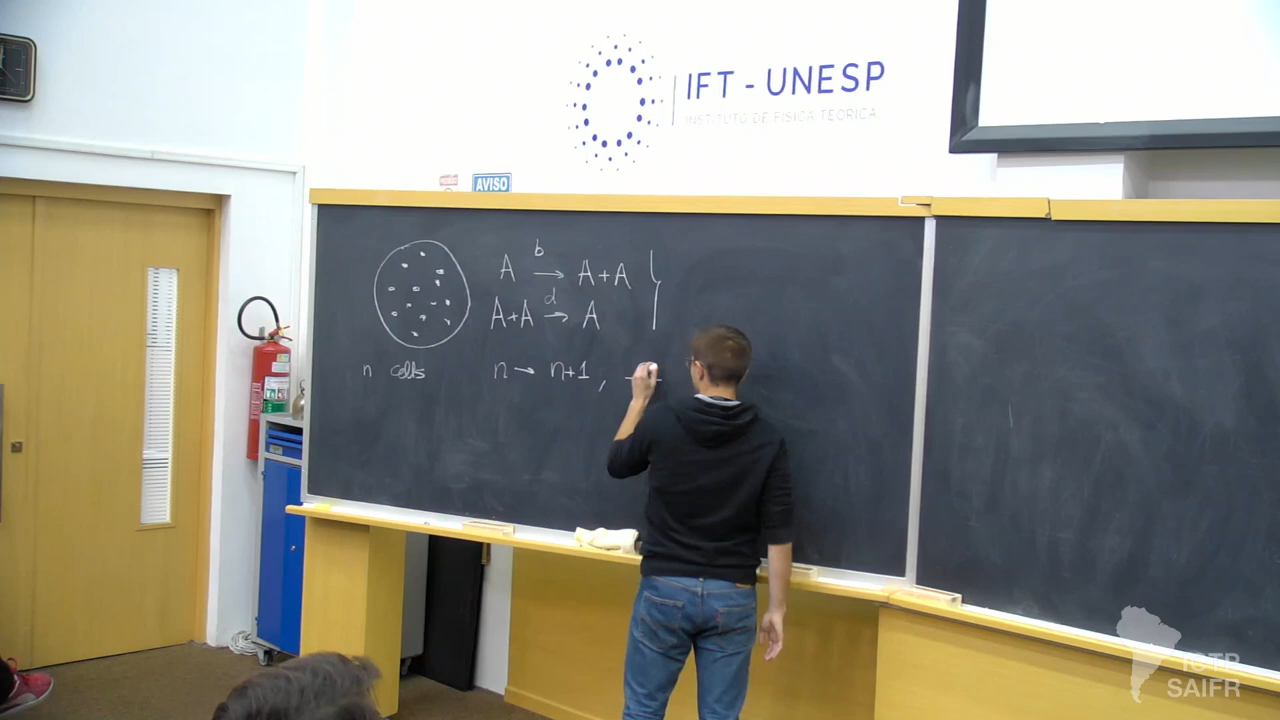 IFT - UNESP
INSTITUTO DE FÍSICA TEÓRICA
AVISO
b
A → A+A
d
A+A → A
n cells
n → n+1,
ICTP
SAIFR